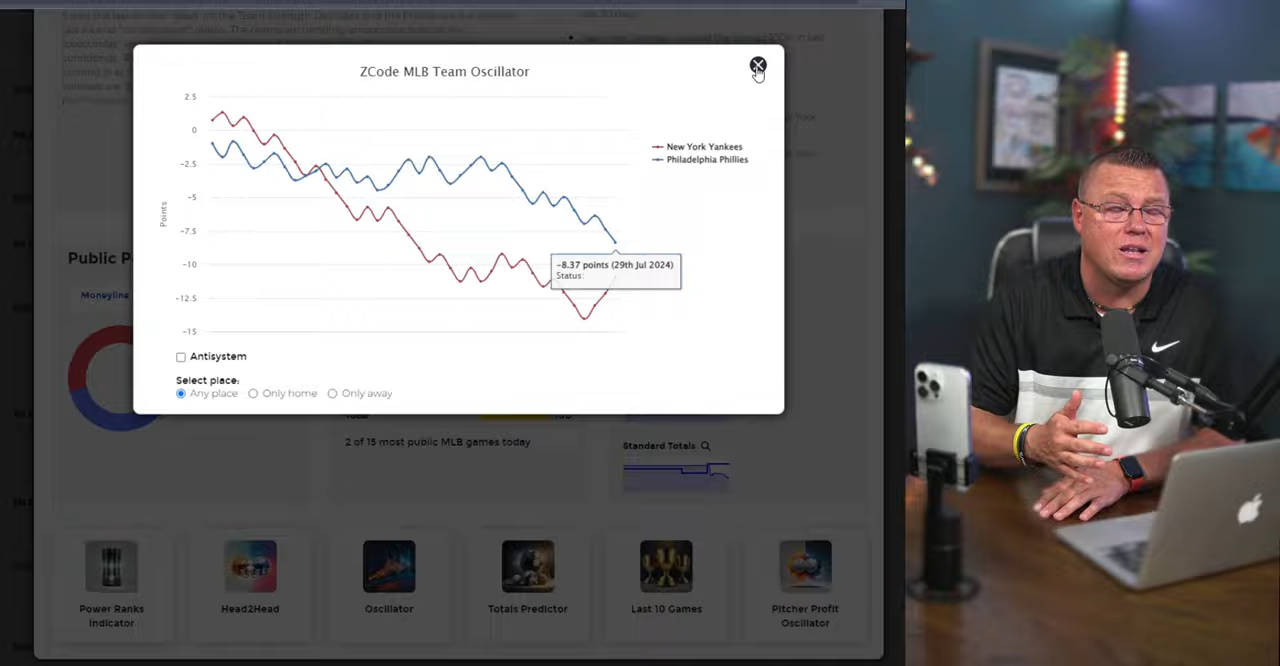 ZCode MLB Team Oscillator
2.5
0
−2.5
−5
−7.5
−10
−12.5
−15
Points
New York Yankees
Philadelphia Phillies
−8.37 points (29th Jul 2024)
Status:
Antisystem
Select place:
Any place
Only home
Only away
Public P
Moneyline
2 of 15 most public MLB games today
Standard Totals
Power Ranks
Indicator
Head2Head
Oscillator
Totals Predictor
Last 10 Games
Pitcher Profit
Oscillator